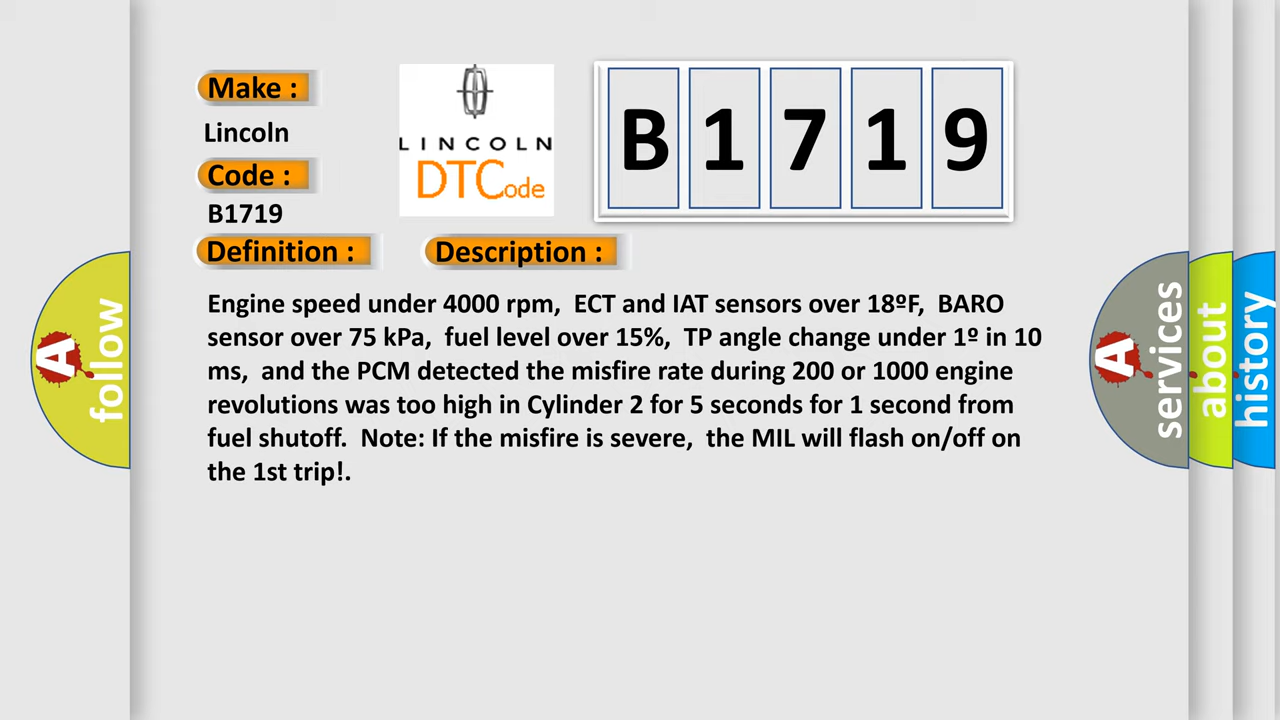 Make :
Lincoln
Code :
B1719
LINCOLN
DTCode
B1719
Definition :
Description :
Engine speed under 4000 rpm, ECT and IAT sensors over 18ºF, BARO
sensor over 75 kPa, fuel level over 15%, TP angle change under 1º in 10
ms, and the PCM detected the misfire rate during 200 or 1000 engine
revolutions was too high in Cylinder 2 for 5 seconds for 1 second from
fuel shutoff. Note: If the misfire is severe, the MIL will flash on/off on
the 1st trip!.
A follow
A services
about
history